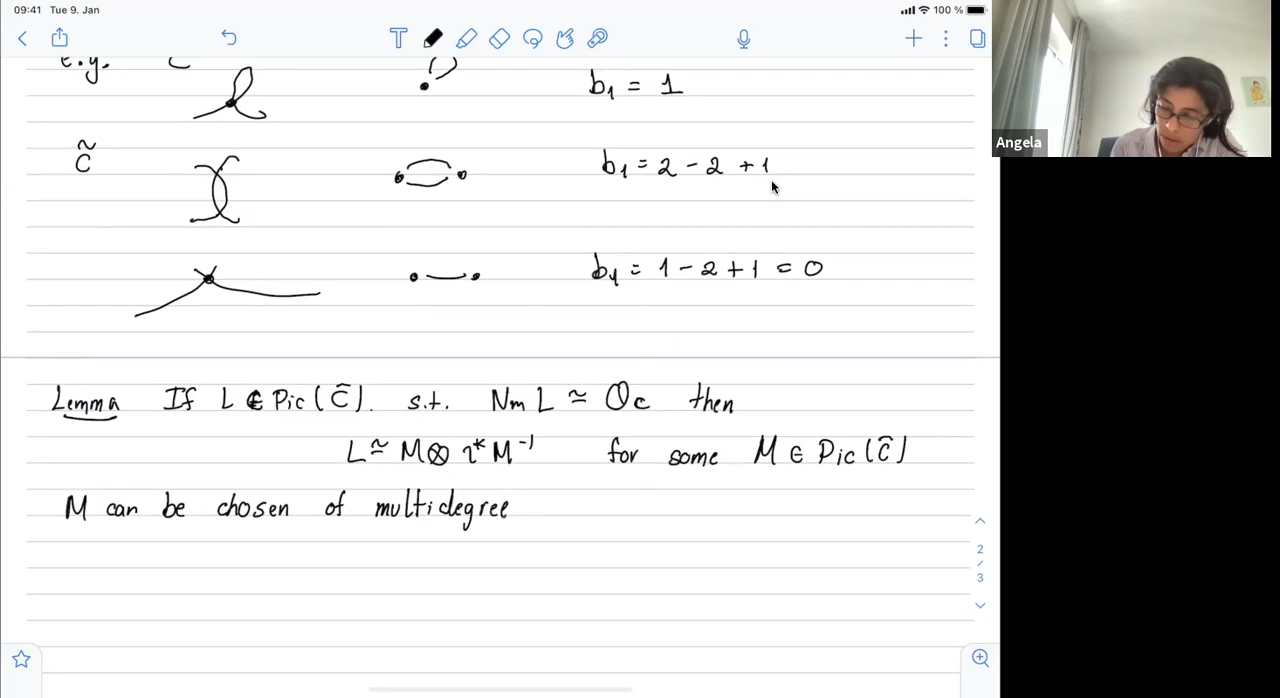 09:41 Tue 9. Jan
100 %
e.g. C
b₁ = 1
C̃
b₁ = 2 - 2 + 1
b₁ = 1 - 2 + 1 = 0
Lemma If L ∈ Pic(C̃). s.t. Nm L ≃ O_C then
L ≃ M ⊗ τ* M⁻¹ for some M ∈ Pic(C̃)
M can be chosen of multidegree
2
/
3
Angela